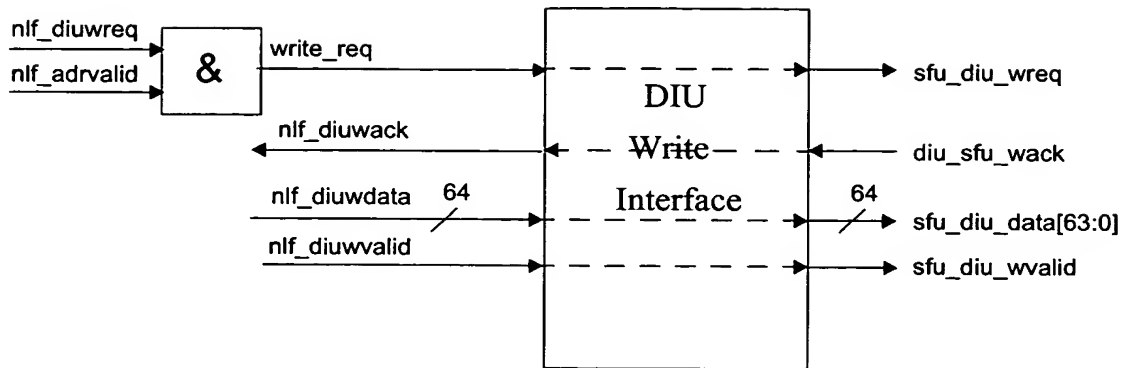 nlf_diuwreq
nlf_adrvalid
&
write_req
DIU
Write
Interface
sfu_diu_wreq
nlf_diuwack
diu_sfu_wack
nlf_diuwdata
64
64
sfu_diu_data[63:0]
nlf_diuwvalid
sfu_diu_wvalid